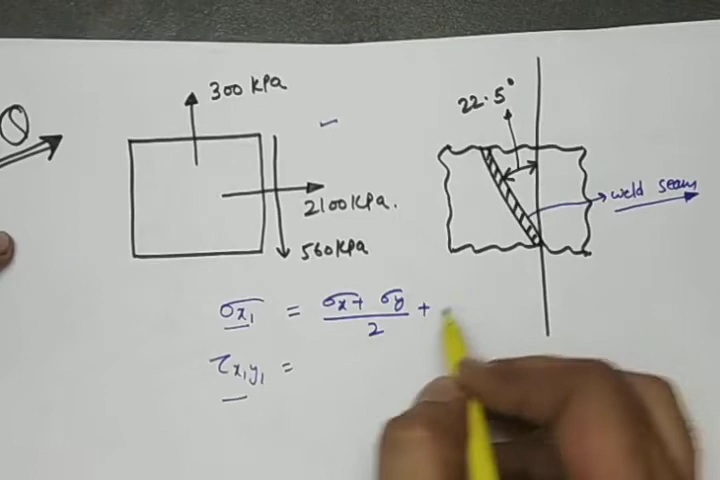 Q
300 kPa
2100 kPa.
560 kPa
22.5°
weld seam
σx1 = σx + σy / 2 +
τx1y1 =